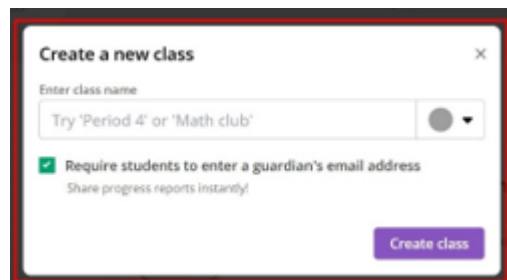 Create a new class
Enter class name
Try 'Period 4' or 'Math club'
Require students to enter a guardian's email address
Share progress reports instantly!
Create class